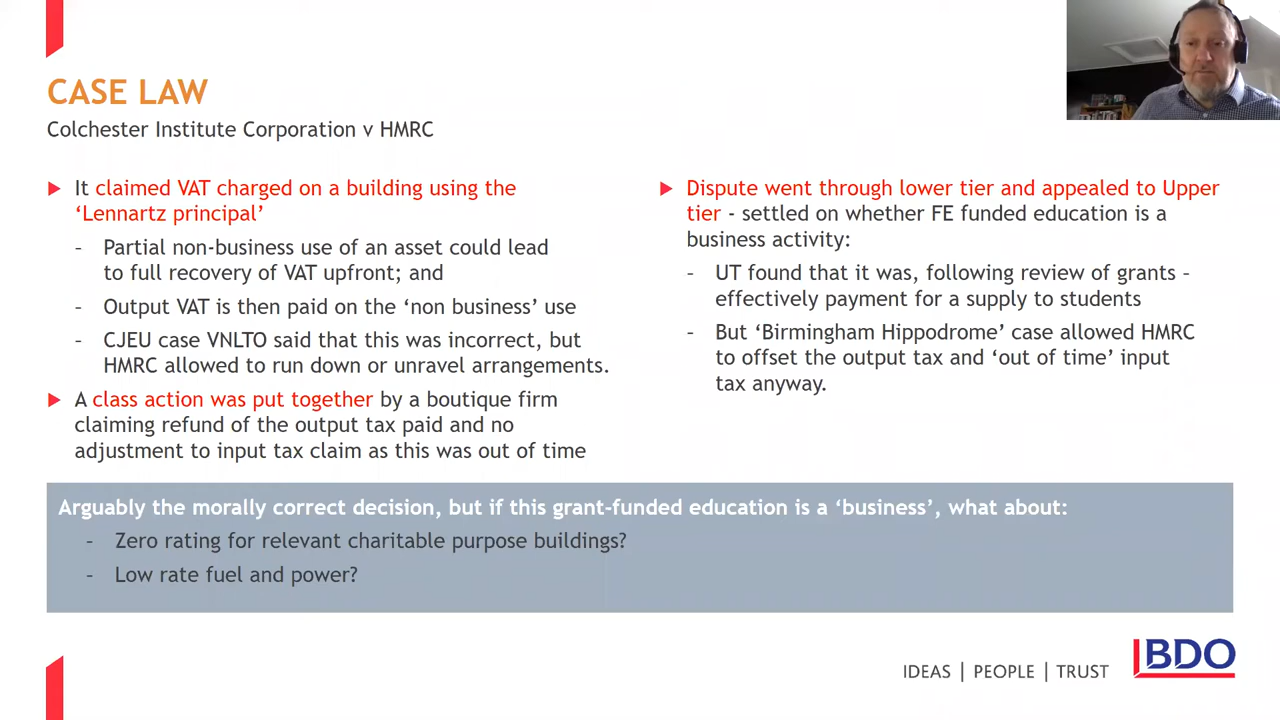 CASE LAW
Colchester Institute Corporation v HMRC
It claimed VAT charged on a building using the
‘Lennartz principal’
- Partial non-business use of an asset could lead
to full recovery of VAT upfront; and
- Output VAT is then paid on the ‘non business’ use
- CJEU case VNLTO said that this was incorrect, but
HMRC allowed to run down or unravel arrangements.
A class action was put together by a boutique firm
claiming refund of the output tax paid and no
adjustment to input tax claim as this was out of time
Dispute went through lower tier and appealed to Upper
tier - settled on whether FE funded education is a
business activity:
- UT found that it was, following review of grants –
effectively payment for a supply to students
- But ‘Birmingham Hippodrome’ case allowed HMRC
to offset the output tax and ‘out of time’ input
tax anyway.
Arguably the morally correct decision, but if this grant-funded education is a ‘business’, what about:
- Zero rating for relevant charitable purpose buildings?
- Low rate fuel and power?
IDEAS | PEOPLE | TRUST
BDO